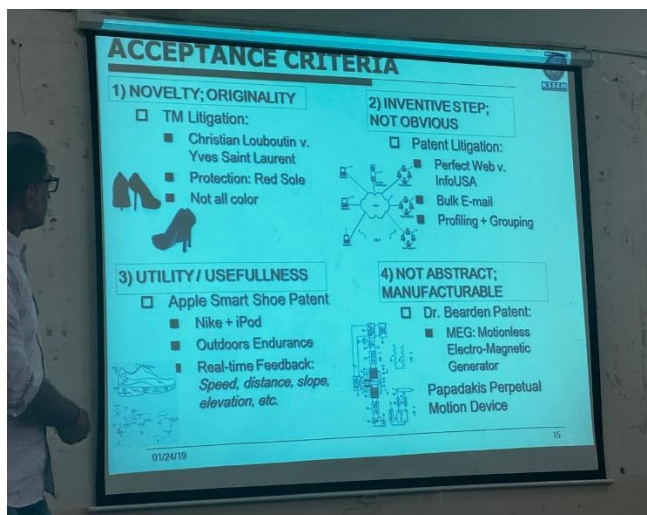 ACCEPTANCE CRITERIA
KSSEM
1) NOVELTY; ORIGINALITY
TM Litigation:
Christian Louboutin v.
Yves Saint Laurent
Protection: Red Sole
Not all color
2) INVENTIVE STEP;
NOT OBVIOUS
Patent Litigation:
Perfect Web v.
InfoUSA
Bulk E-mail
Profiling + Grouping
3) UTILITY / USEFULLNESS
Apple Smart Shoe Patent
Nike + iPod
Outdoors Endurance
Real-time Feedback:
Speed, distance, slope,
elevation, etc.
4) NOT ABSTRACT;
MANUFACTURABLE
Dr. Bearden Patent:
MEG: Motionless
Electro-Magnetic
Generator
Papadakis Perpetual
Motion Device
01/24/19
15